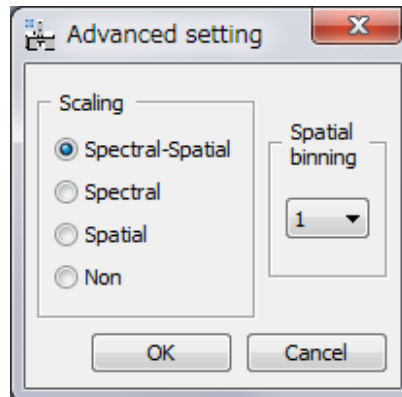 Advanced setting
Scaling
Spectral-Spatial
Spectral
Spatial
Non
Spatial
binning
1
OK
Cancel